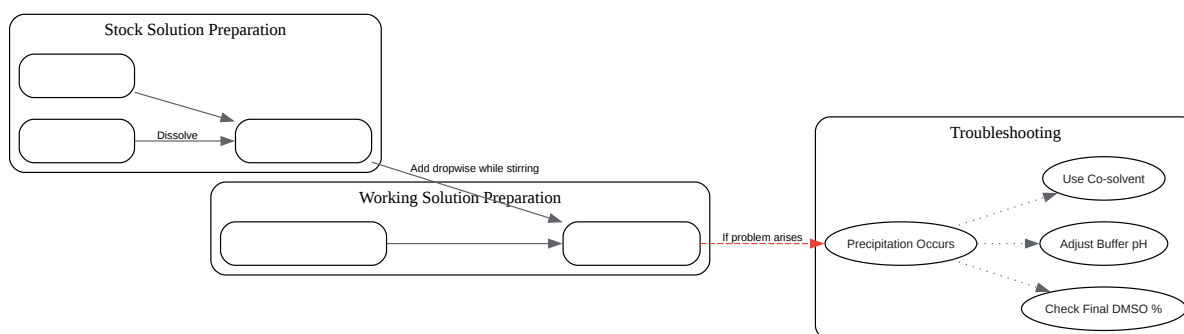 Stock Solution Preparation
Dissolve
Add dropwise while stirring
Working Solution Preparation
If problem arises
Troubleshooting
Precipitation Occurs
Use Co-solvent
Adjust Buffer pH
Check Final DMSO %